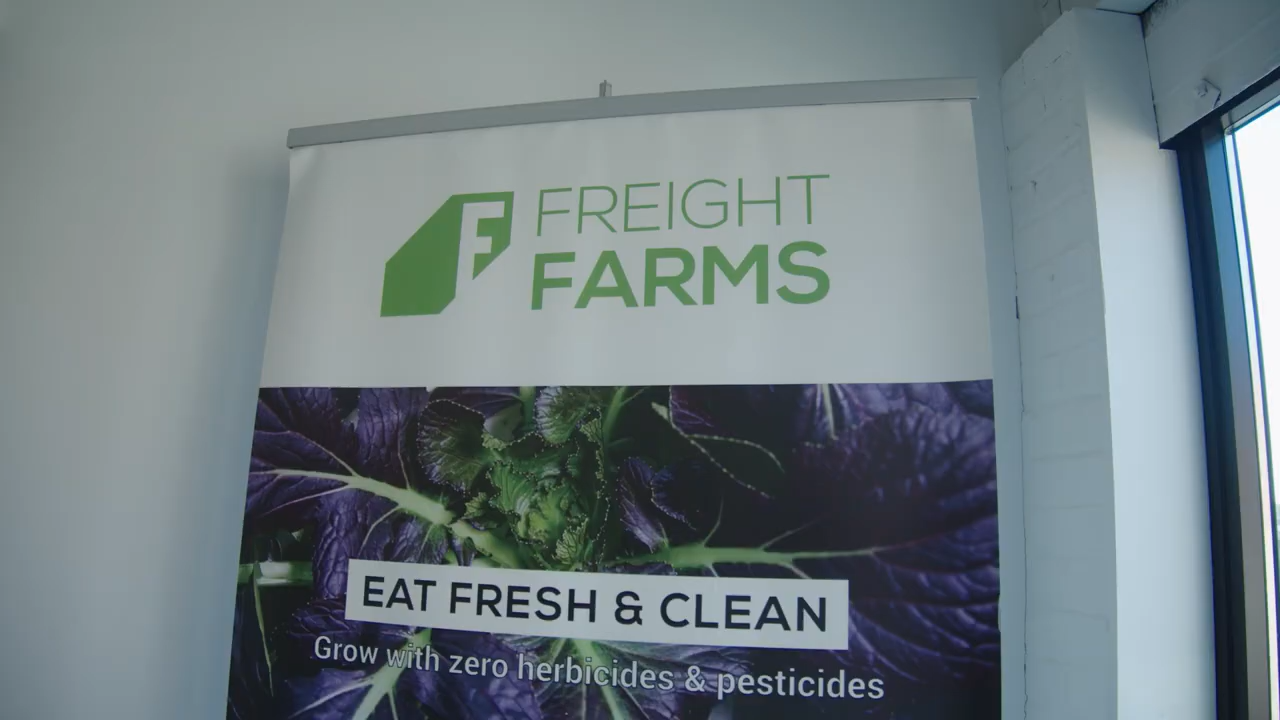 F
FREIGHT
FARMS
EAT FRESH & CLEAN
Grow with zero herbicides & pesticides